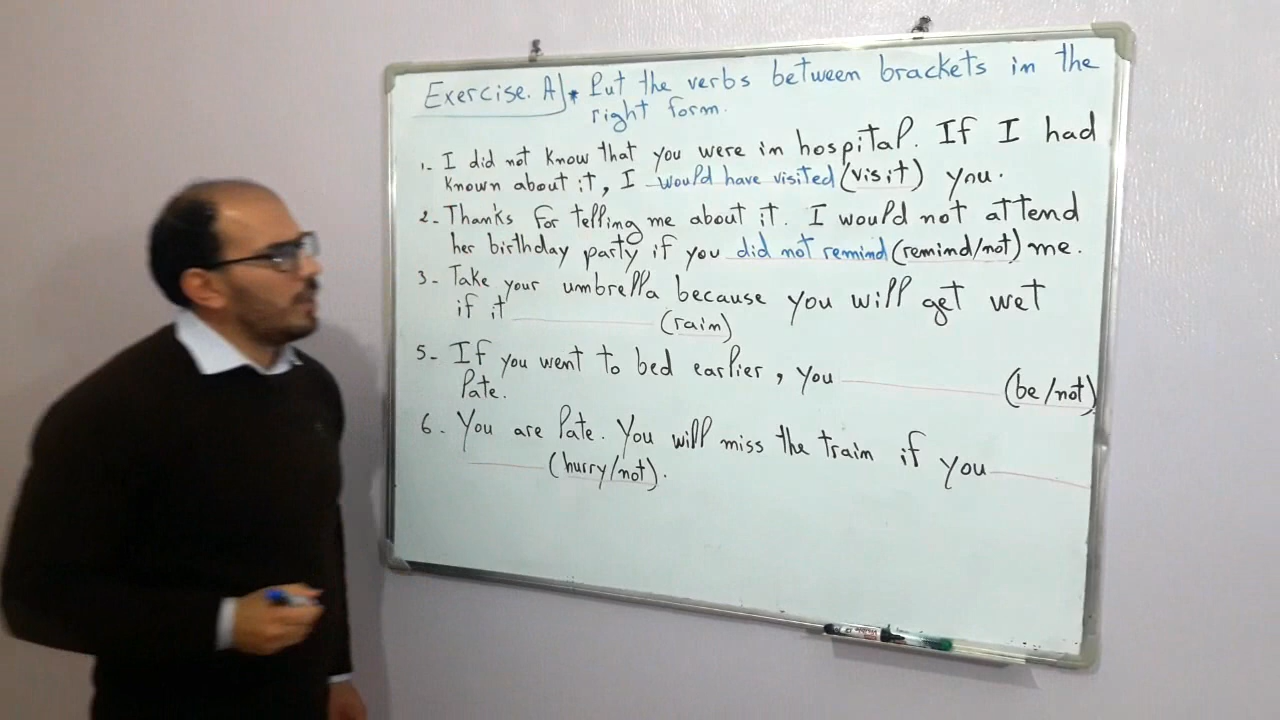 Exercise. A)* Put the verbs between brackets in the
right form.
1- I did not know that you were in hospital. If I had
known about it, I would have visited (visit) you.
2- Thanks for telling me about it. I would not attend
her birthday party if you did not remind (remind/not) me.
3- Take your umbrella because you will get wet
if it ______ (rain)
5- If you went to bed earlier, you ______ (be/not)
late.
6- You are late. You will miss the train if you ______
______ (hurry/not).